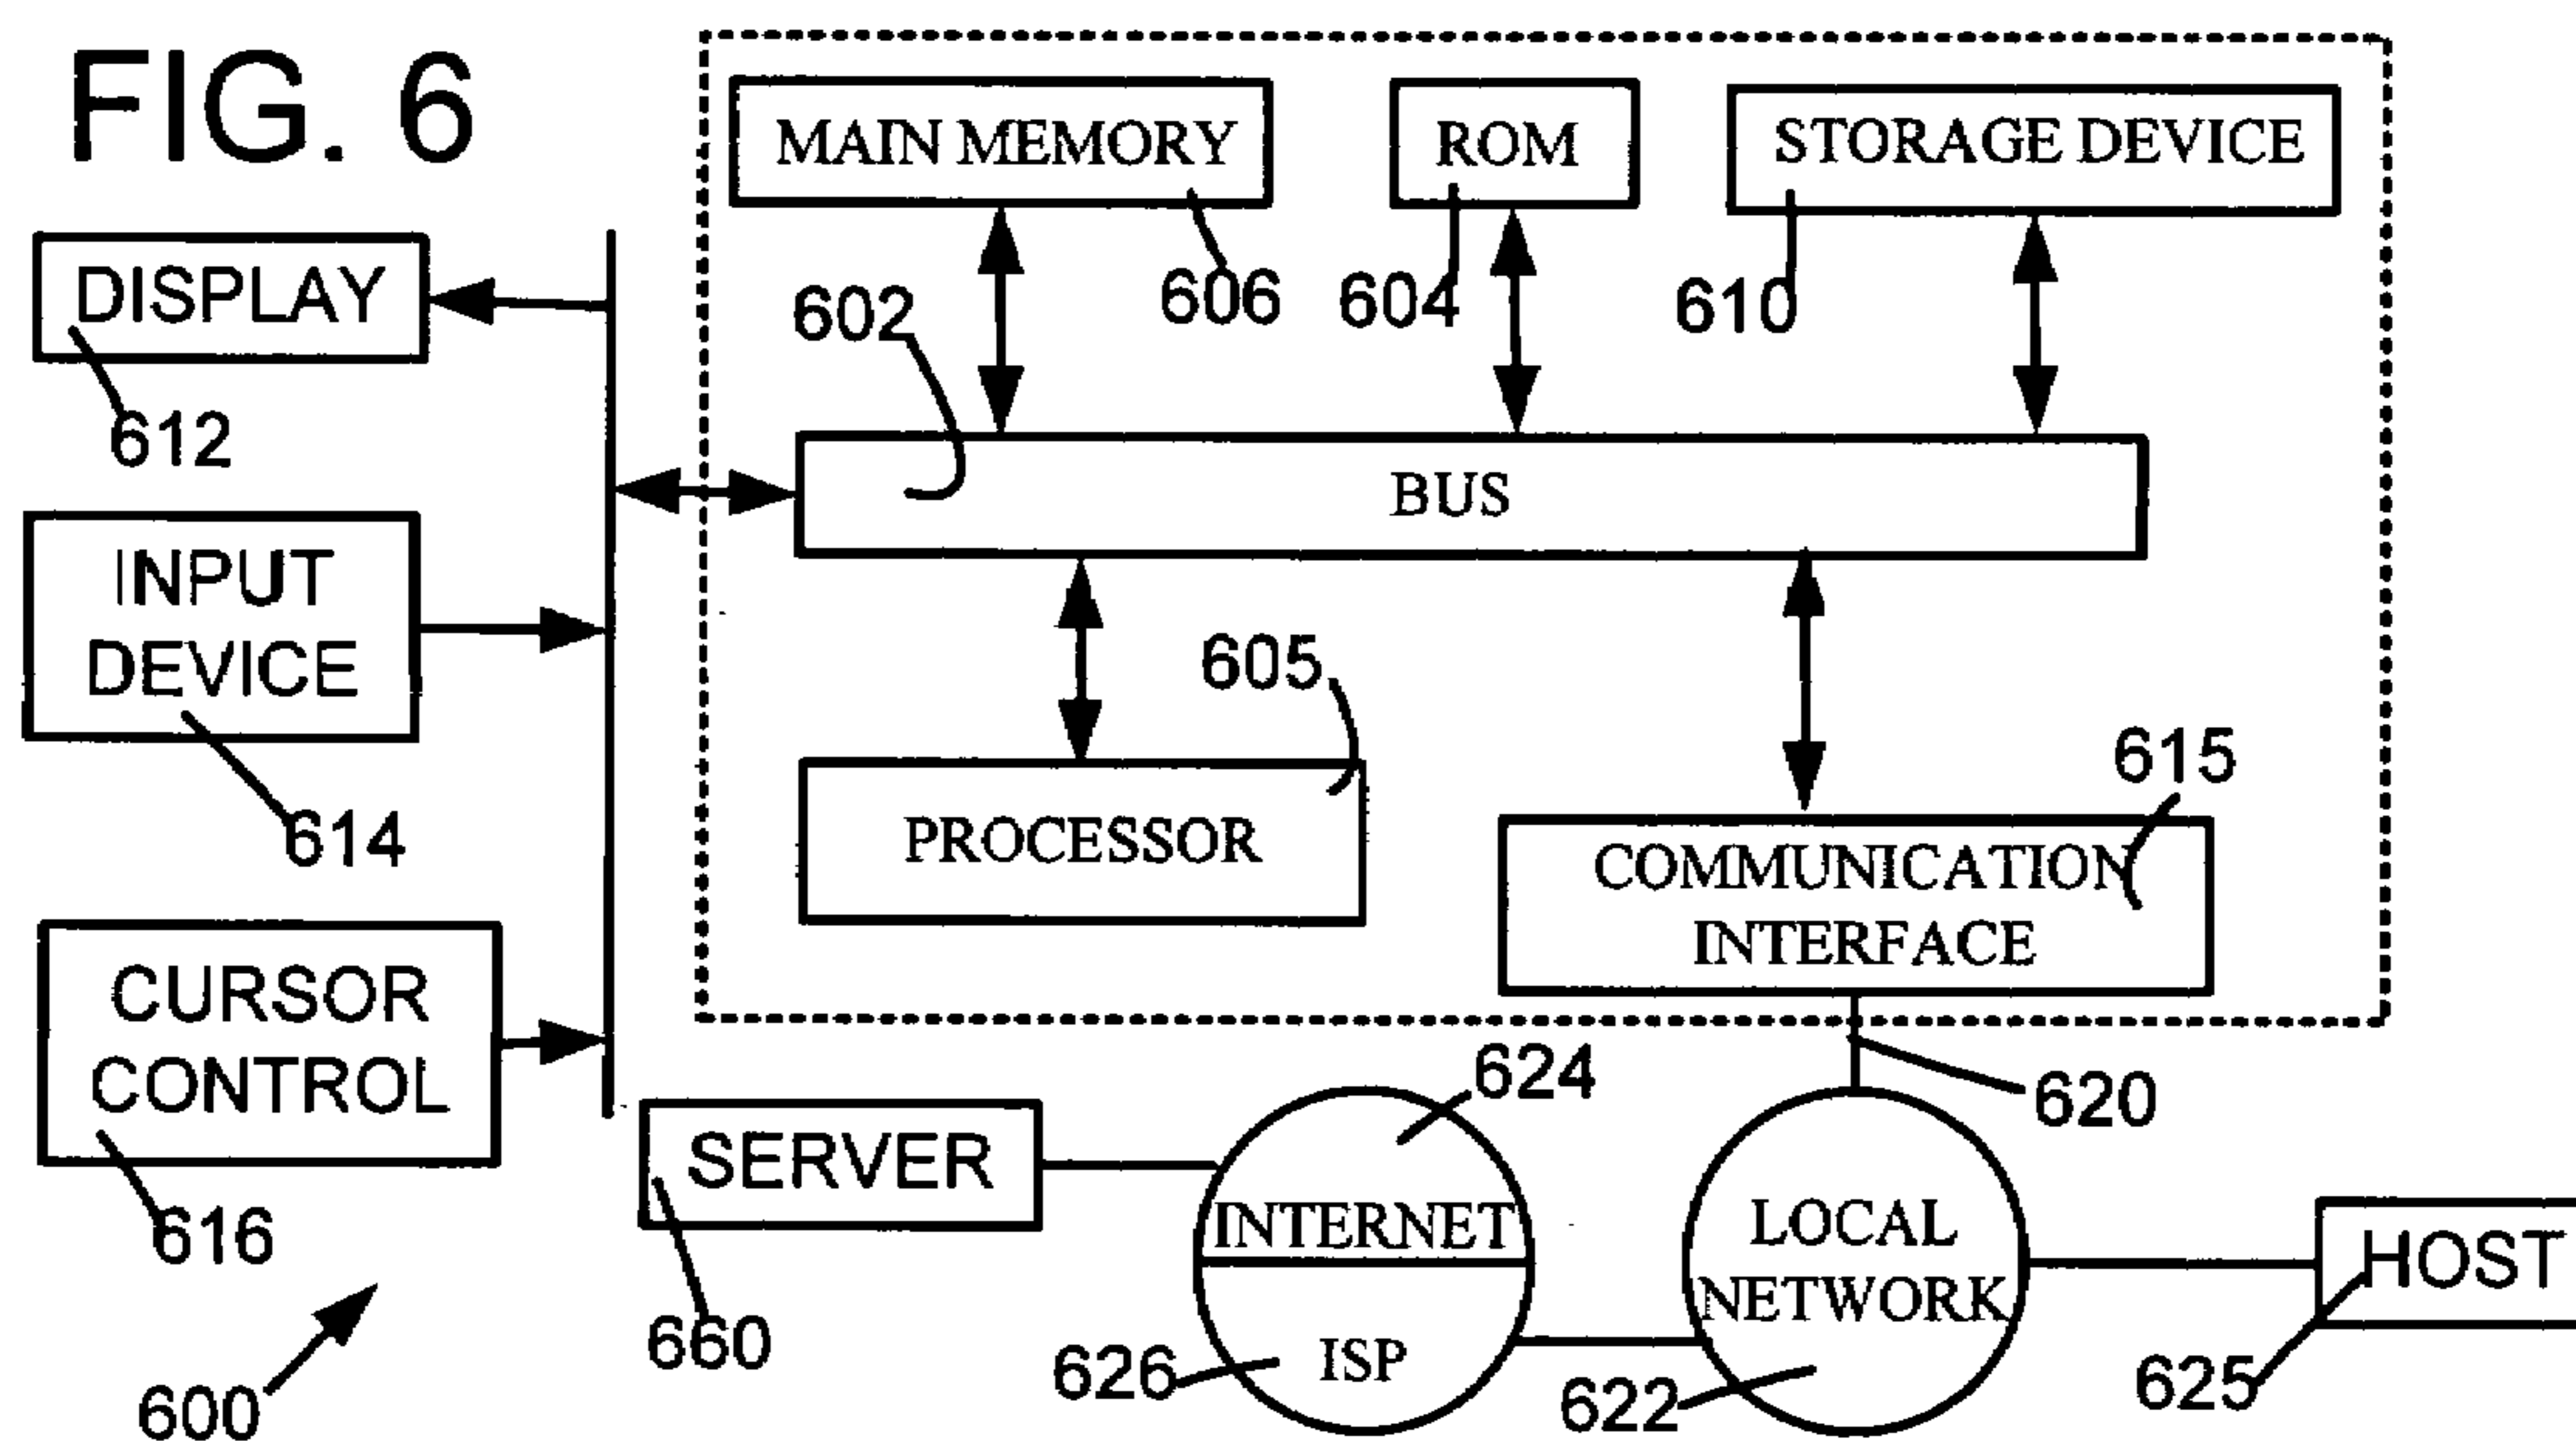 FIG. 6
MAIN MEMORY
ROM
STORAGE DEVICE
606
604
610
602
DISPLAY
612
BUS
INPUT
DEVICE
614
605
615
PROCESSOR
COMMUNICATION
INTERFACE
CURSOR
CONTROL
616
620
624
SERVER
660
INTERNET
ISP
626
LOCAL
NETWORK
622
HOST
625
600